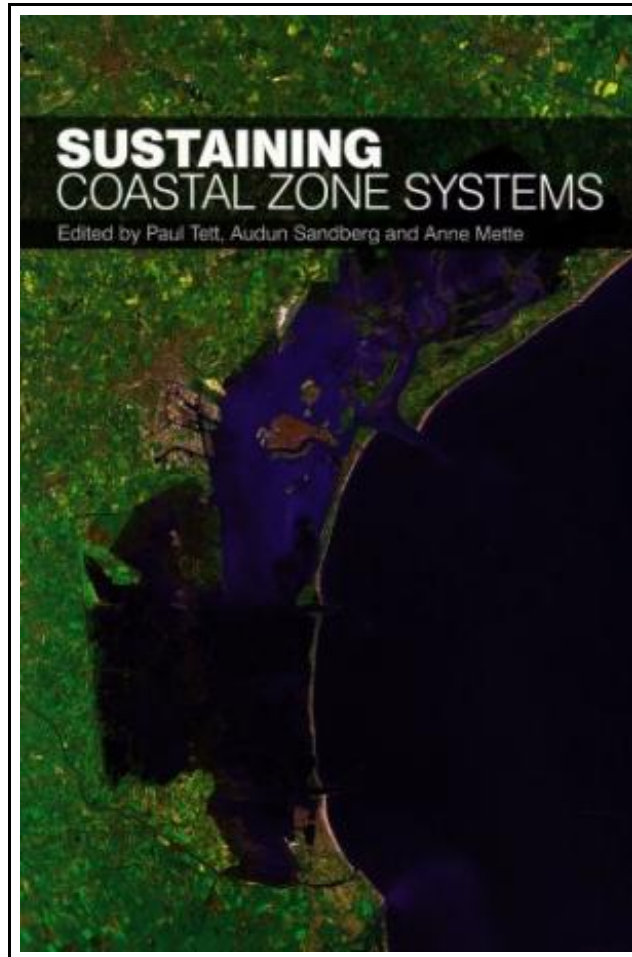 SUSTAINING
COASTAL ZONE SYSTEMS
Edited by Paul Tett, Audun Sandberg and Anne Mette